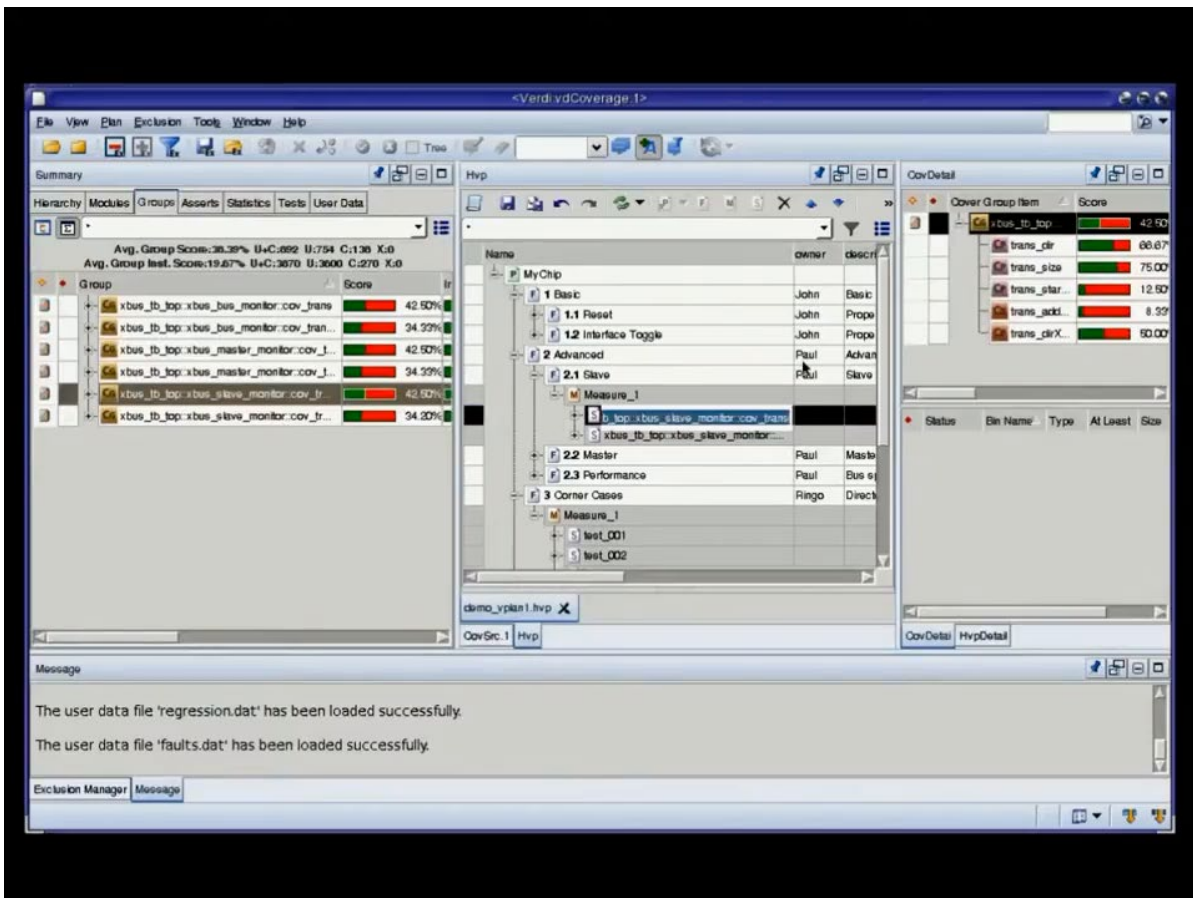 <Verdi:vdCoverage:1>
File View Plan Exclusion Tools Window Help
Tree
Summary
Hierarchy Modules Groups Asserts Statistics Tests User Data
Avg. Group Score:38.39% U+C:892 U:754 C:138 X:0
Avg. Group Inst. Score:19.67% U+C:3870 U:3600 C:270 X:0
Group Score
xbus_tb_top::xbus_bus_monitor::cov_trans 42.50%
xbus_tb_top::xbus_bus_monitor::cov_tran... 34.33%
xbus_tb_top::xbus_master_monitor::cov_t... 42.50%
xbus_tb_top::xbus_master_monitor::cov_t... 34.33%
xbus_tb_top::xbus_slave_monitor::cov_tr... 42.50%
xbus_tb_top::xbus_slave_monitor::cov_tr... 34.20%
Hvp
Name owner descri
MyChip
1 Basic John Basic
1.1 Reset John Prope
1.2 Interface Toggle John Prope
2 Advanced Paul Advan
2.1 Slave Paul Slave
Measure_1
b_top::xbus_slave_monitor::cov_trans
xbus_tb_top::xbus_slave_monitor::...
2.2 Master Paul Maste
2.3 Performance Paul Bus s
3 Corner Cases Ringo Direct
Measure_1
test_001
test_002
demo_vplan1.hvp
CovSrc.1 Hvp
CovDetail
Cover Group Item Score
xbus_tb_top 42.50
trans_dir 66.67
trans_size 75.00
trans_star... 12.50
trans_add... 8.33
trans_dirX... 50.00
Status Bin Name Type At Least Size
CovDetai HvpDetail
Message
The user data file 'regression.dat' has been loaded successfully.
The user data file 'faults.dat' has been loaded successfully.
Exclusion Manager Message